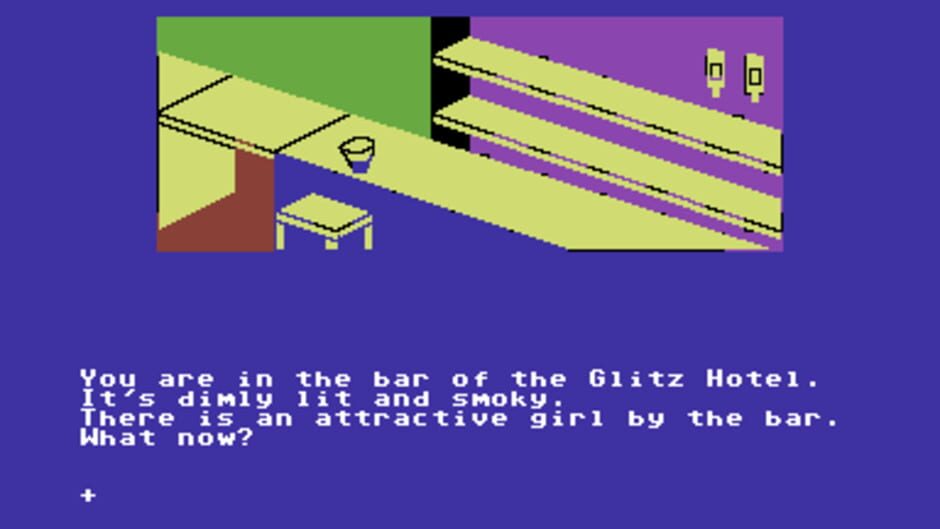 You are in the bar of the Glitz Hotel.
It's dimly lit and smoky.
There is an attractive girl by the bar.
What now?
+